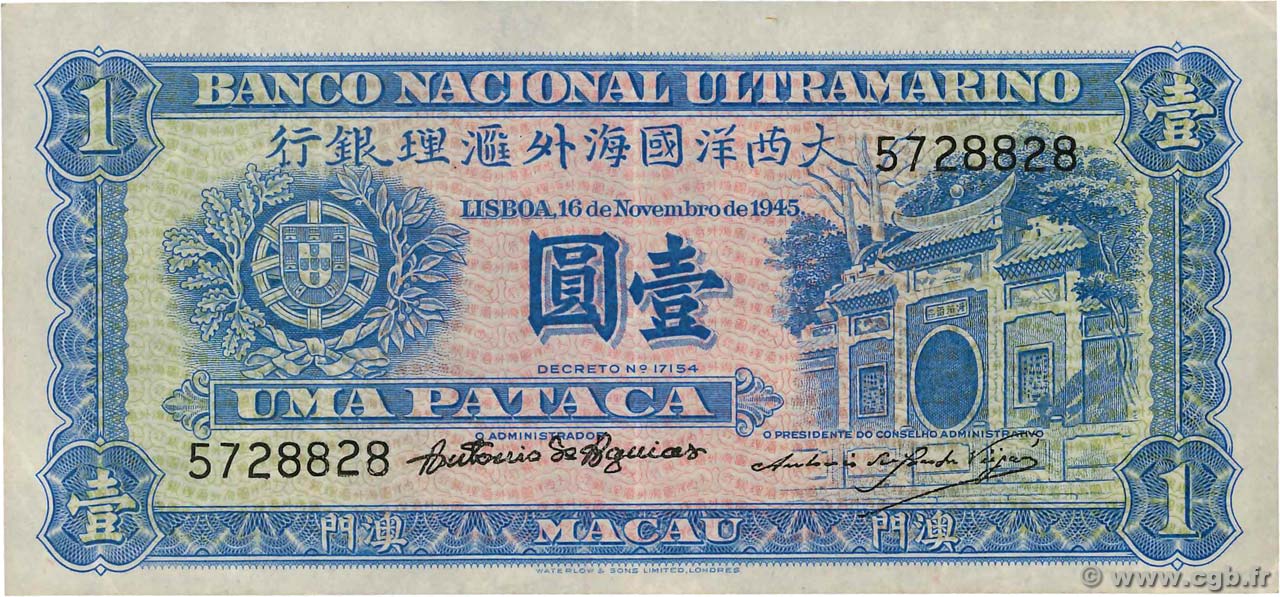 1
壹
BANCO NACIONAL ULTRAMARINO
行銀理滙外海國洋西大
5728828
LISBOA, 16 de Novembro de 1945
圓壹
DECRETO Nº 17154
UMA PATACA
O ADMINISTRADOR
O PRESIDENTE DO CONSELHO ADMINISTRATIVO
5728828
壹
1
門澳
MACAU
門澳
WATERLOW & SONS LIMITED, LONDRES
© www.cgb.fr